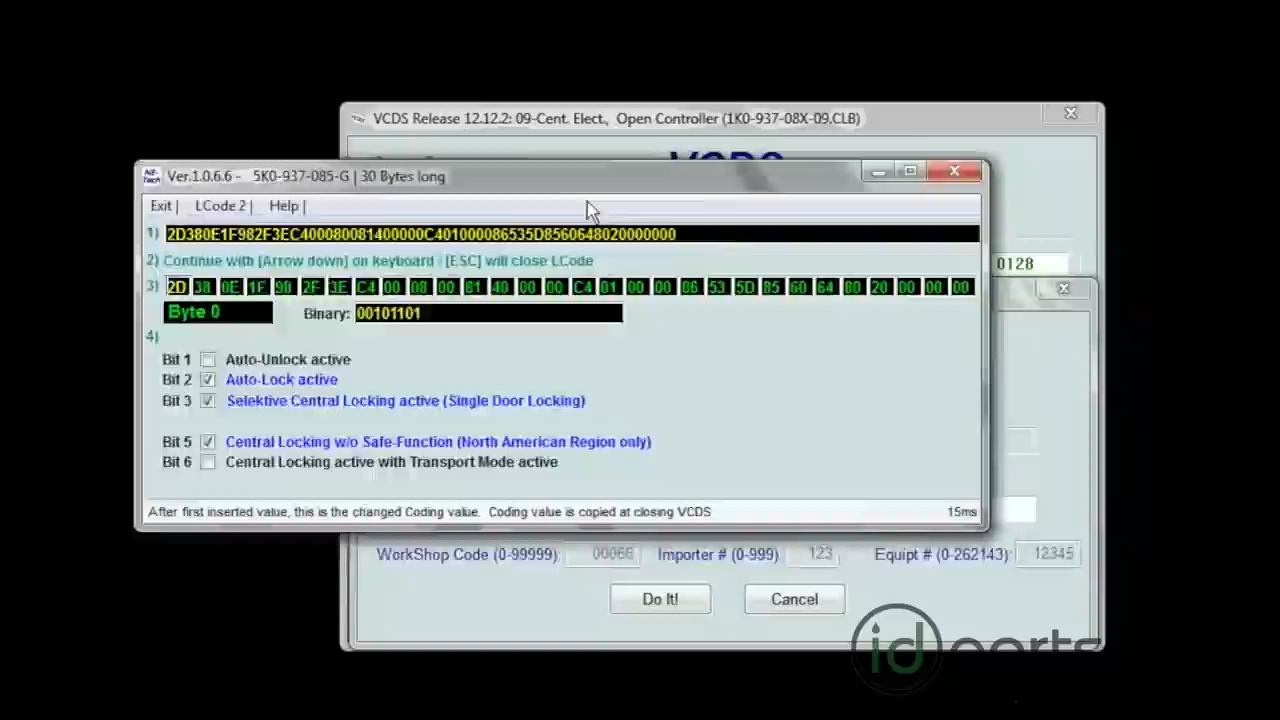 VCDS Release 12.12.2: 09-Cent. Elect., Open Controller (1K0-937-08X-09.CLB)
VCDS
Ver.1.0.6.6 - 5K0-937-085-G | 30 Bytes long
Exit | LCode 2 | Help |
1) 2D380E1F982F3EC400080081400000C401000086535D8560648020000000
0128
2) Continue with [Arrow down] on keyboard / [ESC] will close LCode
3) 2D 38 0E 1F 98 2F 3E C4 00 08 00 81 40 00 00 C4 01 00 00 86 53 5D 85 60 64 80 20 00 00 00
Byte 0 Binary: 00101101
4)
Bit 1 Auto-Unlock active
Bit 2 Auto-Lock active
Bit 3 Selektive Central Locking active (Single Door Locking)
Bit 5 Central Locking w/o Safe-Function (North American Region only)
Bit 6 Central Locking active with Transport Mode active
After first inserted value, this is the changed Coding value. Coding value is copied at closing VCDS 15ms
WorkShop Code (0-99999): 00066 Importer # (0-999) 123 Equipt # (0-262143): 12345
Do It! Cancel
id parts